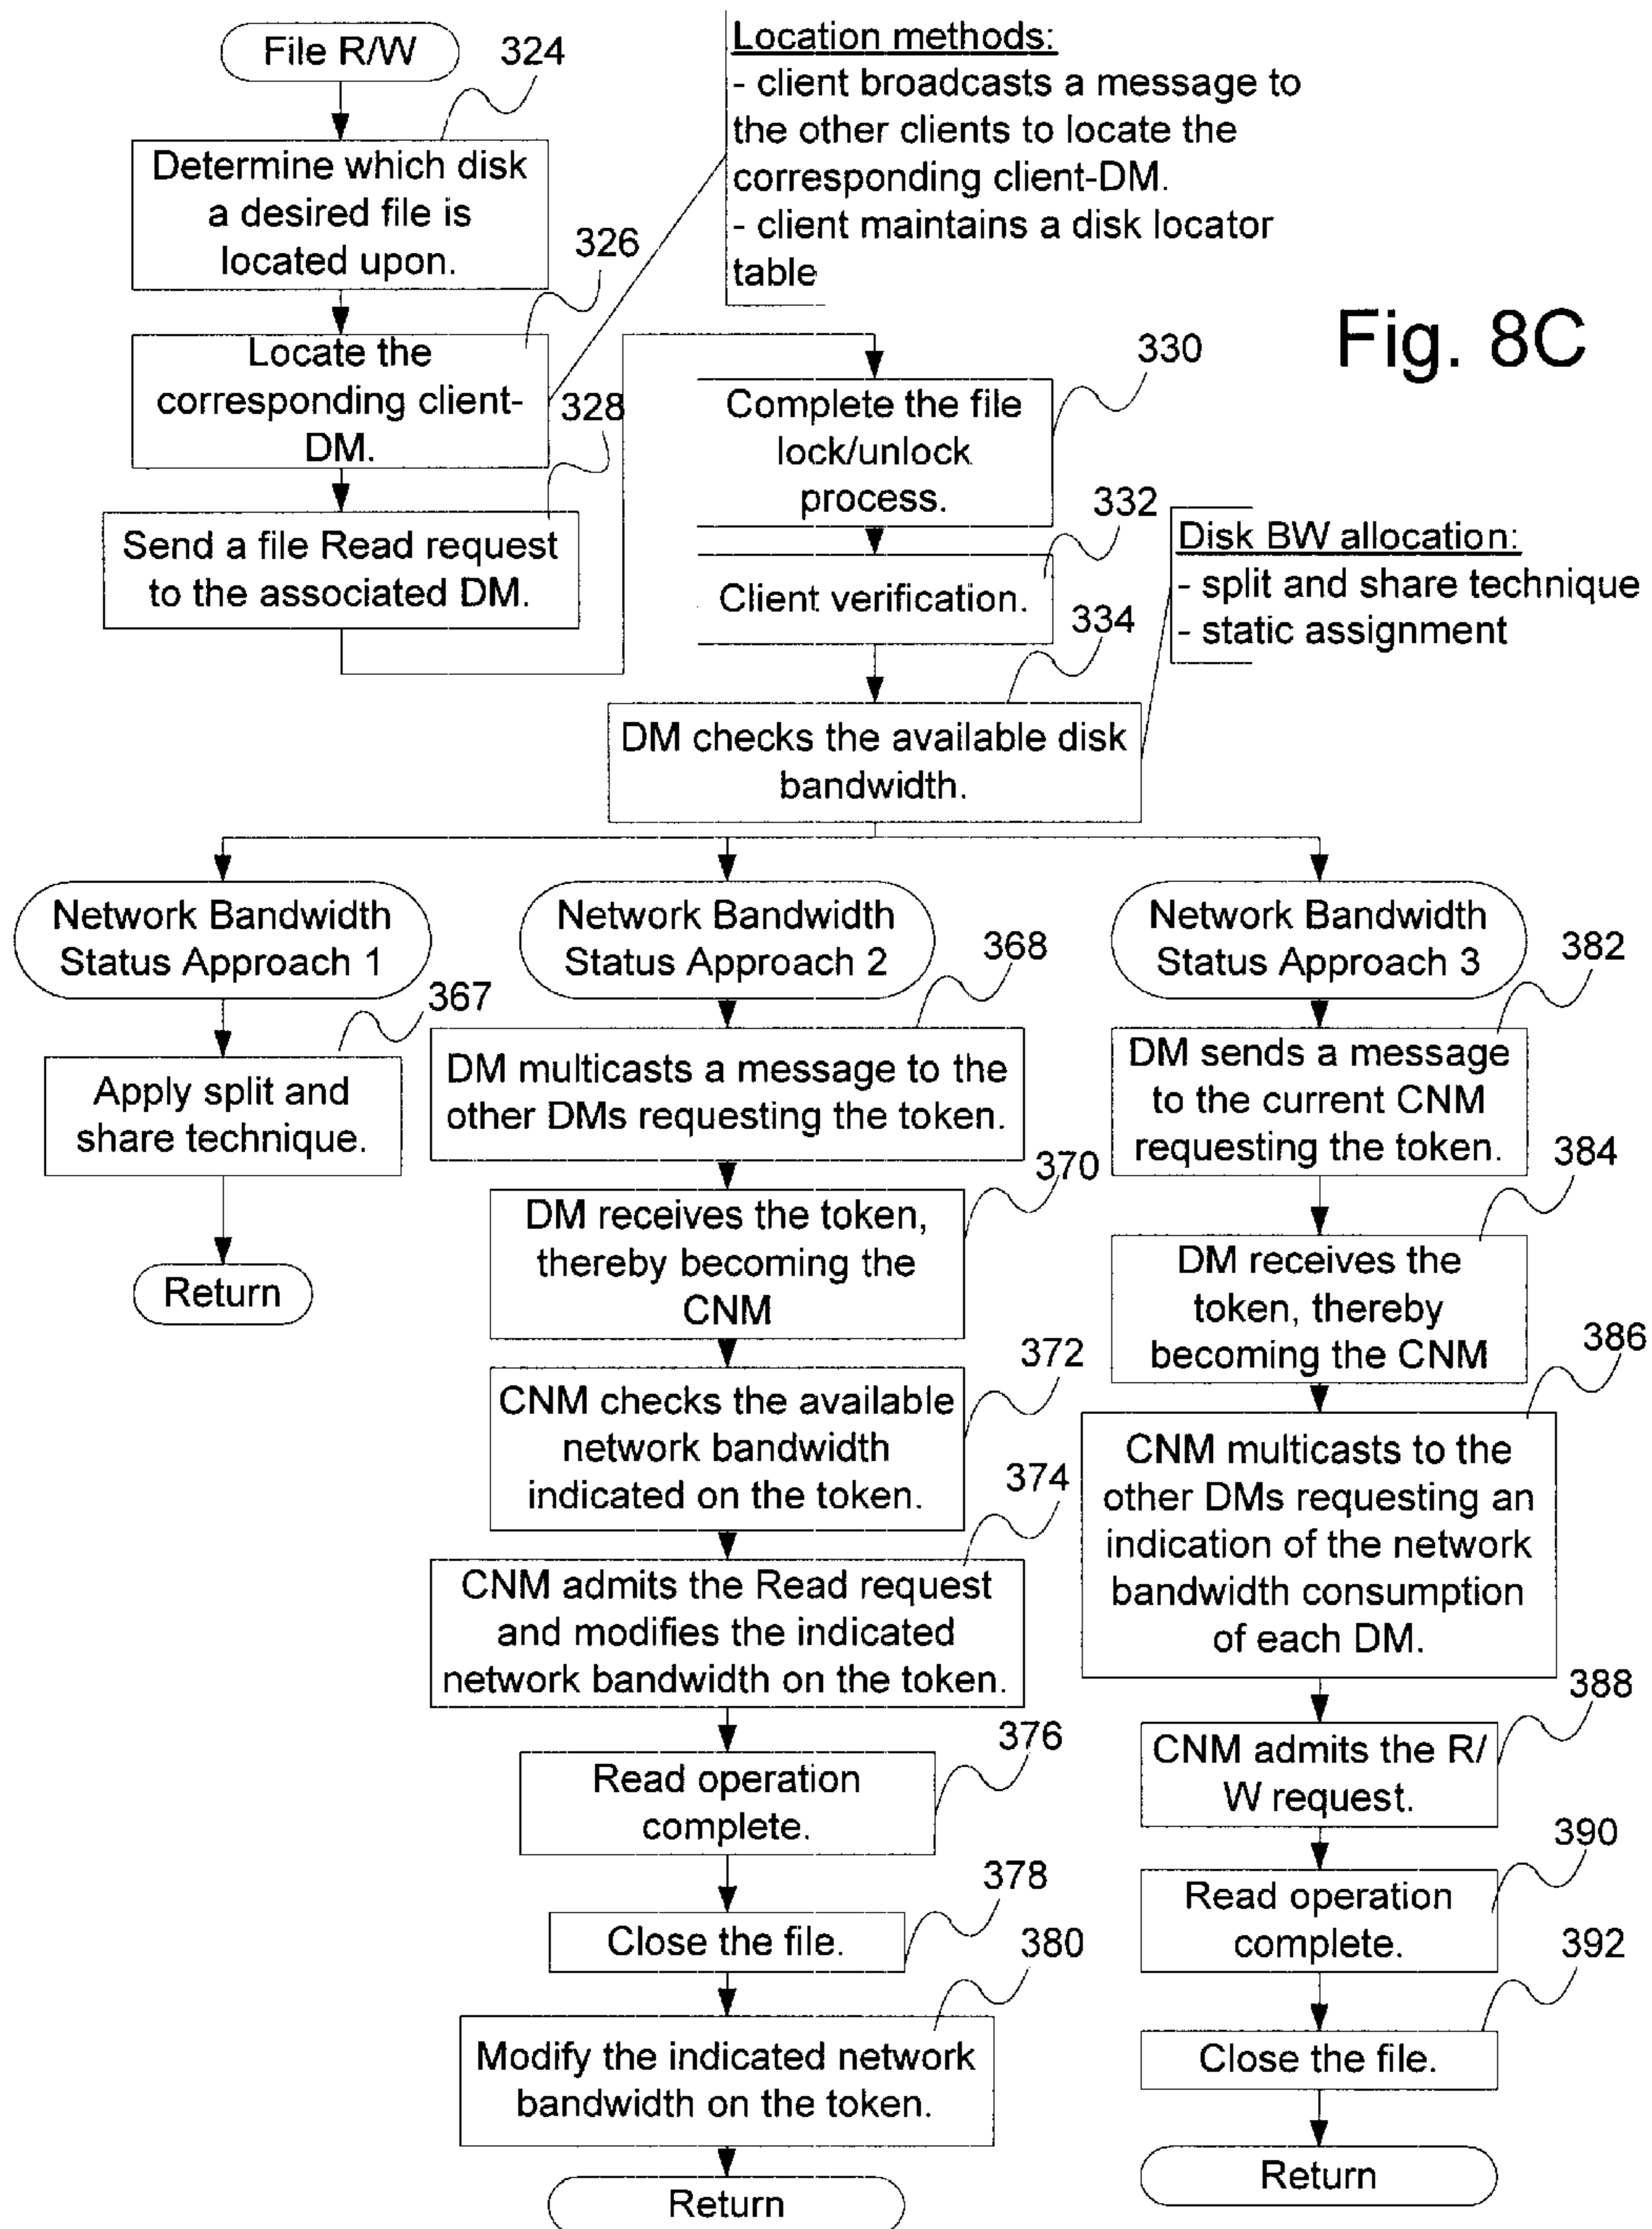 File R/W
324
Determine which disk
a desired file is
located upon.
326
Locate the
corresponding client-
DM.
328
Send a file Read request
to the associated DM.
Location methods:
- client broadcasts a message to
the other clients to locate the
corresponding client-DM.
- client maintains a disk locator
table
Fig. 8C
330
Complete the file
lock/unlock
process.
332
Client verification.
334
Disk BW allocation:
- split and share technique
- static assignment
DM checks the available disk
bandwidth.
Network Bandwidth
Status Approach 1
367
Apply split and
share technique.
Return
Network Bandwidth
Status Approach 2
368
DM multicasts a message to the
other DMs requesting the token.
370
DM receives the token,
thereby becoming the
CNM
372
CNM checks the available
network bandwidth
indicated on the token.
374
CNM admits the Read request
and modifies the indicated
network bandwidth on the token.
376
Read operation
complete.
378
Close the file.
380
Modify the indicated network
bandwidth on the token.
Return
Network Bandwidth
Status Approach 3
382
DM sends a message
to the current CNM
requesting the token.
384
DM receives the
token, thereby
becoming the CNM
386
CNM multicasts to the
other DMs requesting an
indication of the network
bandwidth consumption
of each DM.
388
CNM admits the R/
W request.
390
Read operation
complete.
392
Close the file.
Return